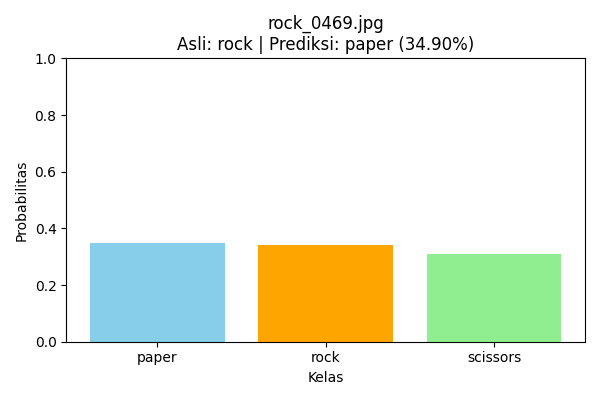 rock_0469.jpg
Asli: rock | Prediksi: paper (34.90%)
1.0
0.8
0.6
0.4
0.2
0.0
Probabilitas
paper rock scissors
Kelas